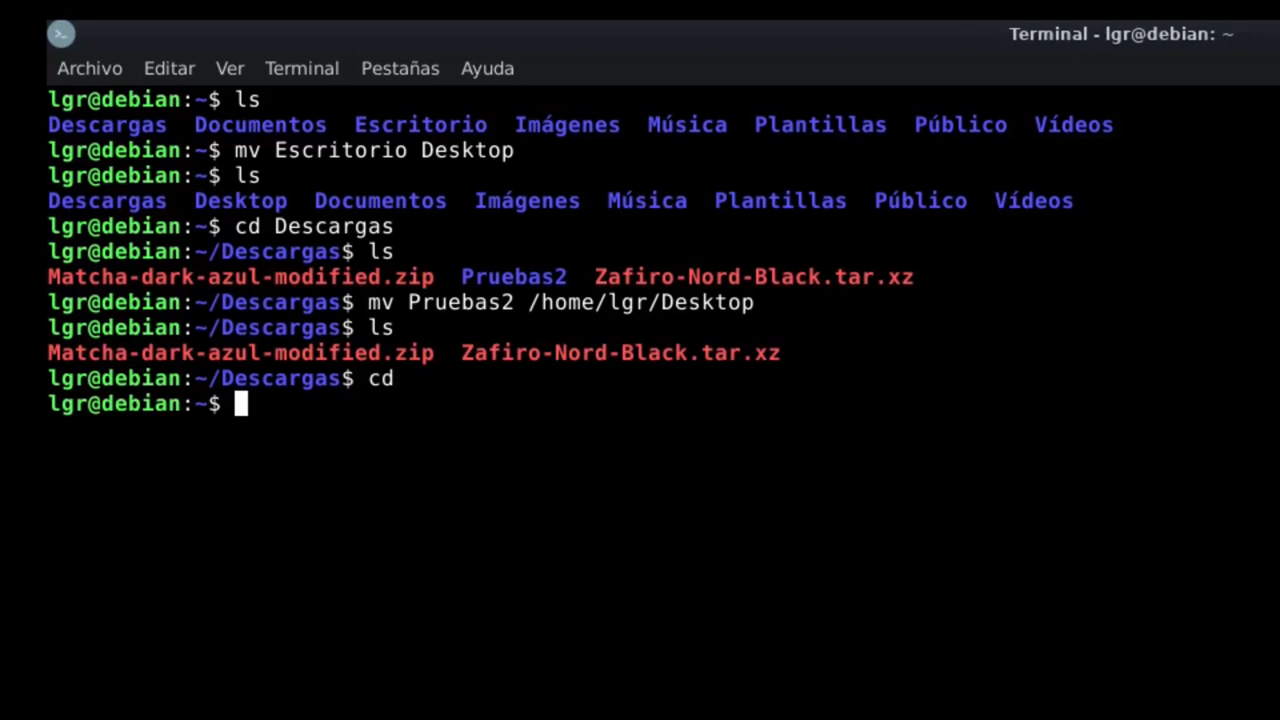 Terminal - lgr@debian: ~
Archivo Editar Ver Terminal Pestañas Ayuda
lgr@debian:~$ ls
Descargas Documentos Escritorio Imágenes Música Plantillas Público Vídeos
lgr@debian:~$ mv Escritorio Desktop
lgr@debian:~$ ls
Descargas Desktop Documentos Imágenes Música Plantillas Público Vídeos
lgr@debian:~$ cd Descargas
lgr@debian:~/Descargas$ ls
Matcha-dark-azul-modified.zip Pruebas2 Zafiro-Nord-Black.tar.xz
lgr@debian:~/Descargas$ mv Pruebas2 /home/lgr/Desktop
lgr@debian:~/Descargas$ ls
Matcha-dark-azul-modified.zip Zafiro-Nord-Black.tar.xz
lgr@debian:~/Descargas$ cd
lgr@debian:~$